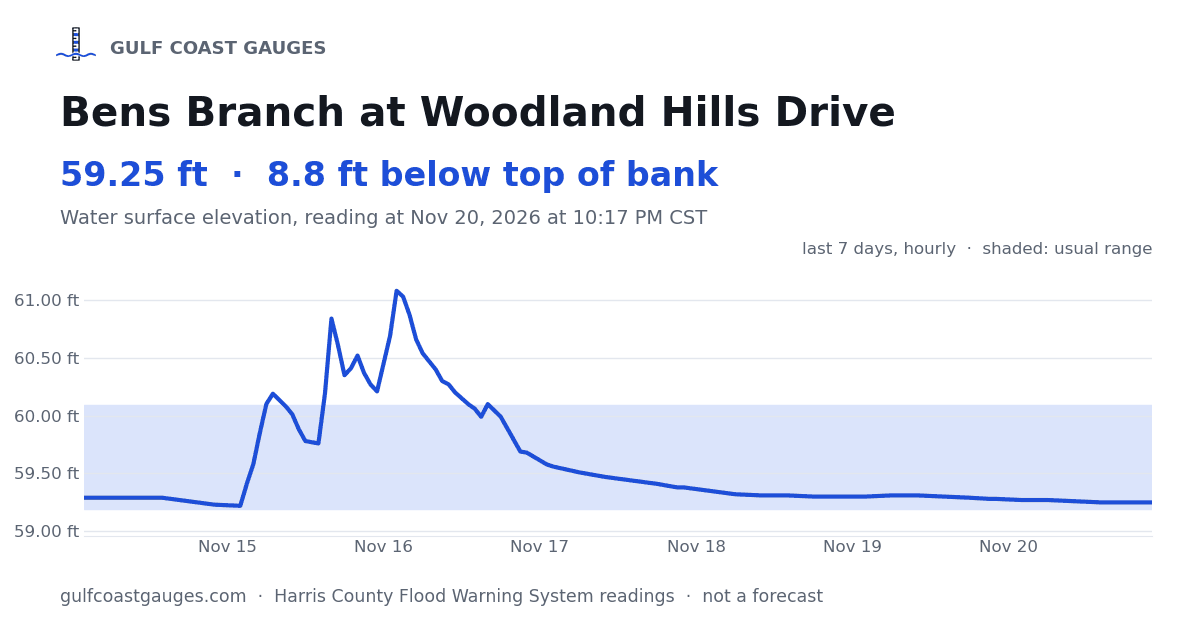 GULF COAST GAUGES
Bens Branch at Woodland Hills Drive
59.25 ft · 8.8 ft below top of bank
Water surface elevation, reading at Nov 20, 2026 at 10:17 PM CST
last 7 days, hourly · shaded: usual range
61.00 ft
60.50 ft
60.00 ft
59.50 ft
59.00 ft
Nov 15 Nov 16 Nov 17 Nov 18 Nov 19 Nov 20
gulfcoastgauges.com · Harris County Flood Warning System readings · not a forecast